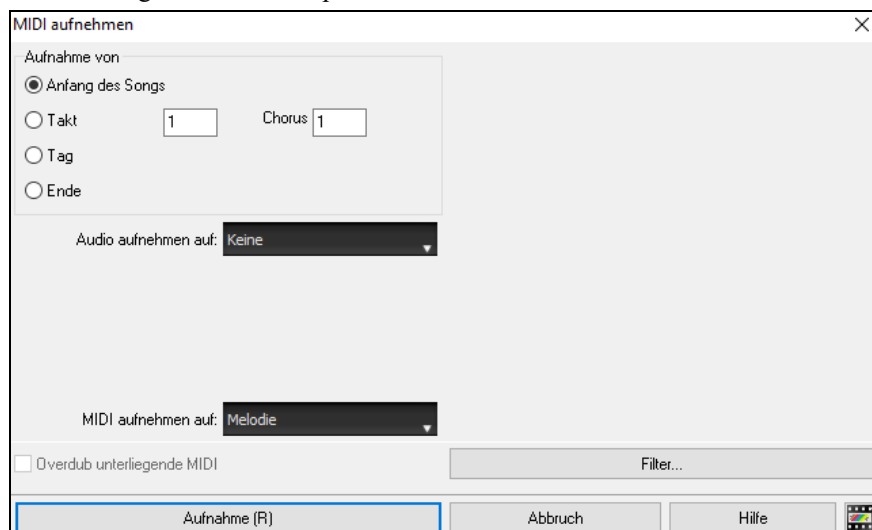 MIDI aufnehmen
Aufnahme von
Anfang des Songs
Takt 1 Chorus 1
Tag
Ende
Audio aufnehmen auf: Keine
MIDI aufnehmen auf: Melodie
Overdub unterliegende MIDI
Filter...
Aufnahme (R) Abbruch Hilfe